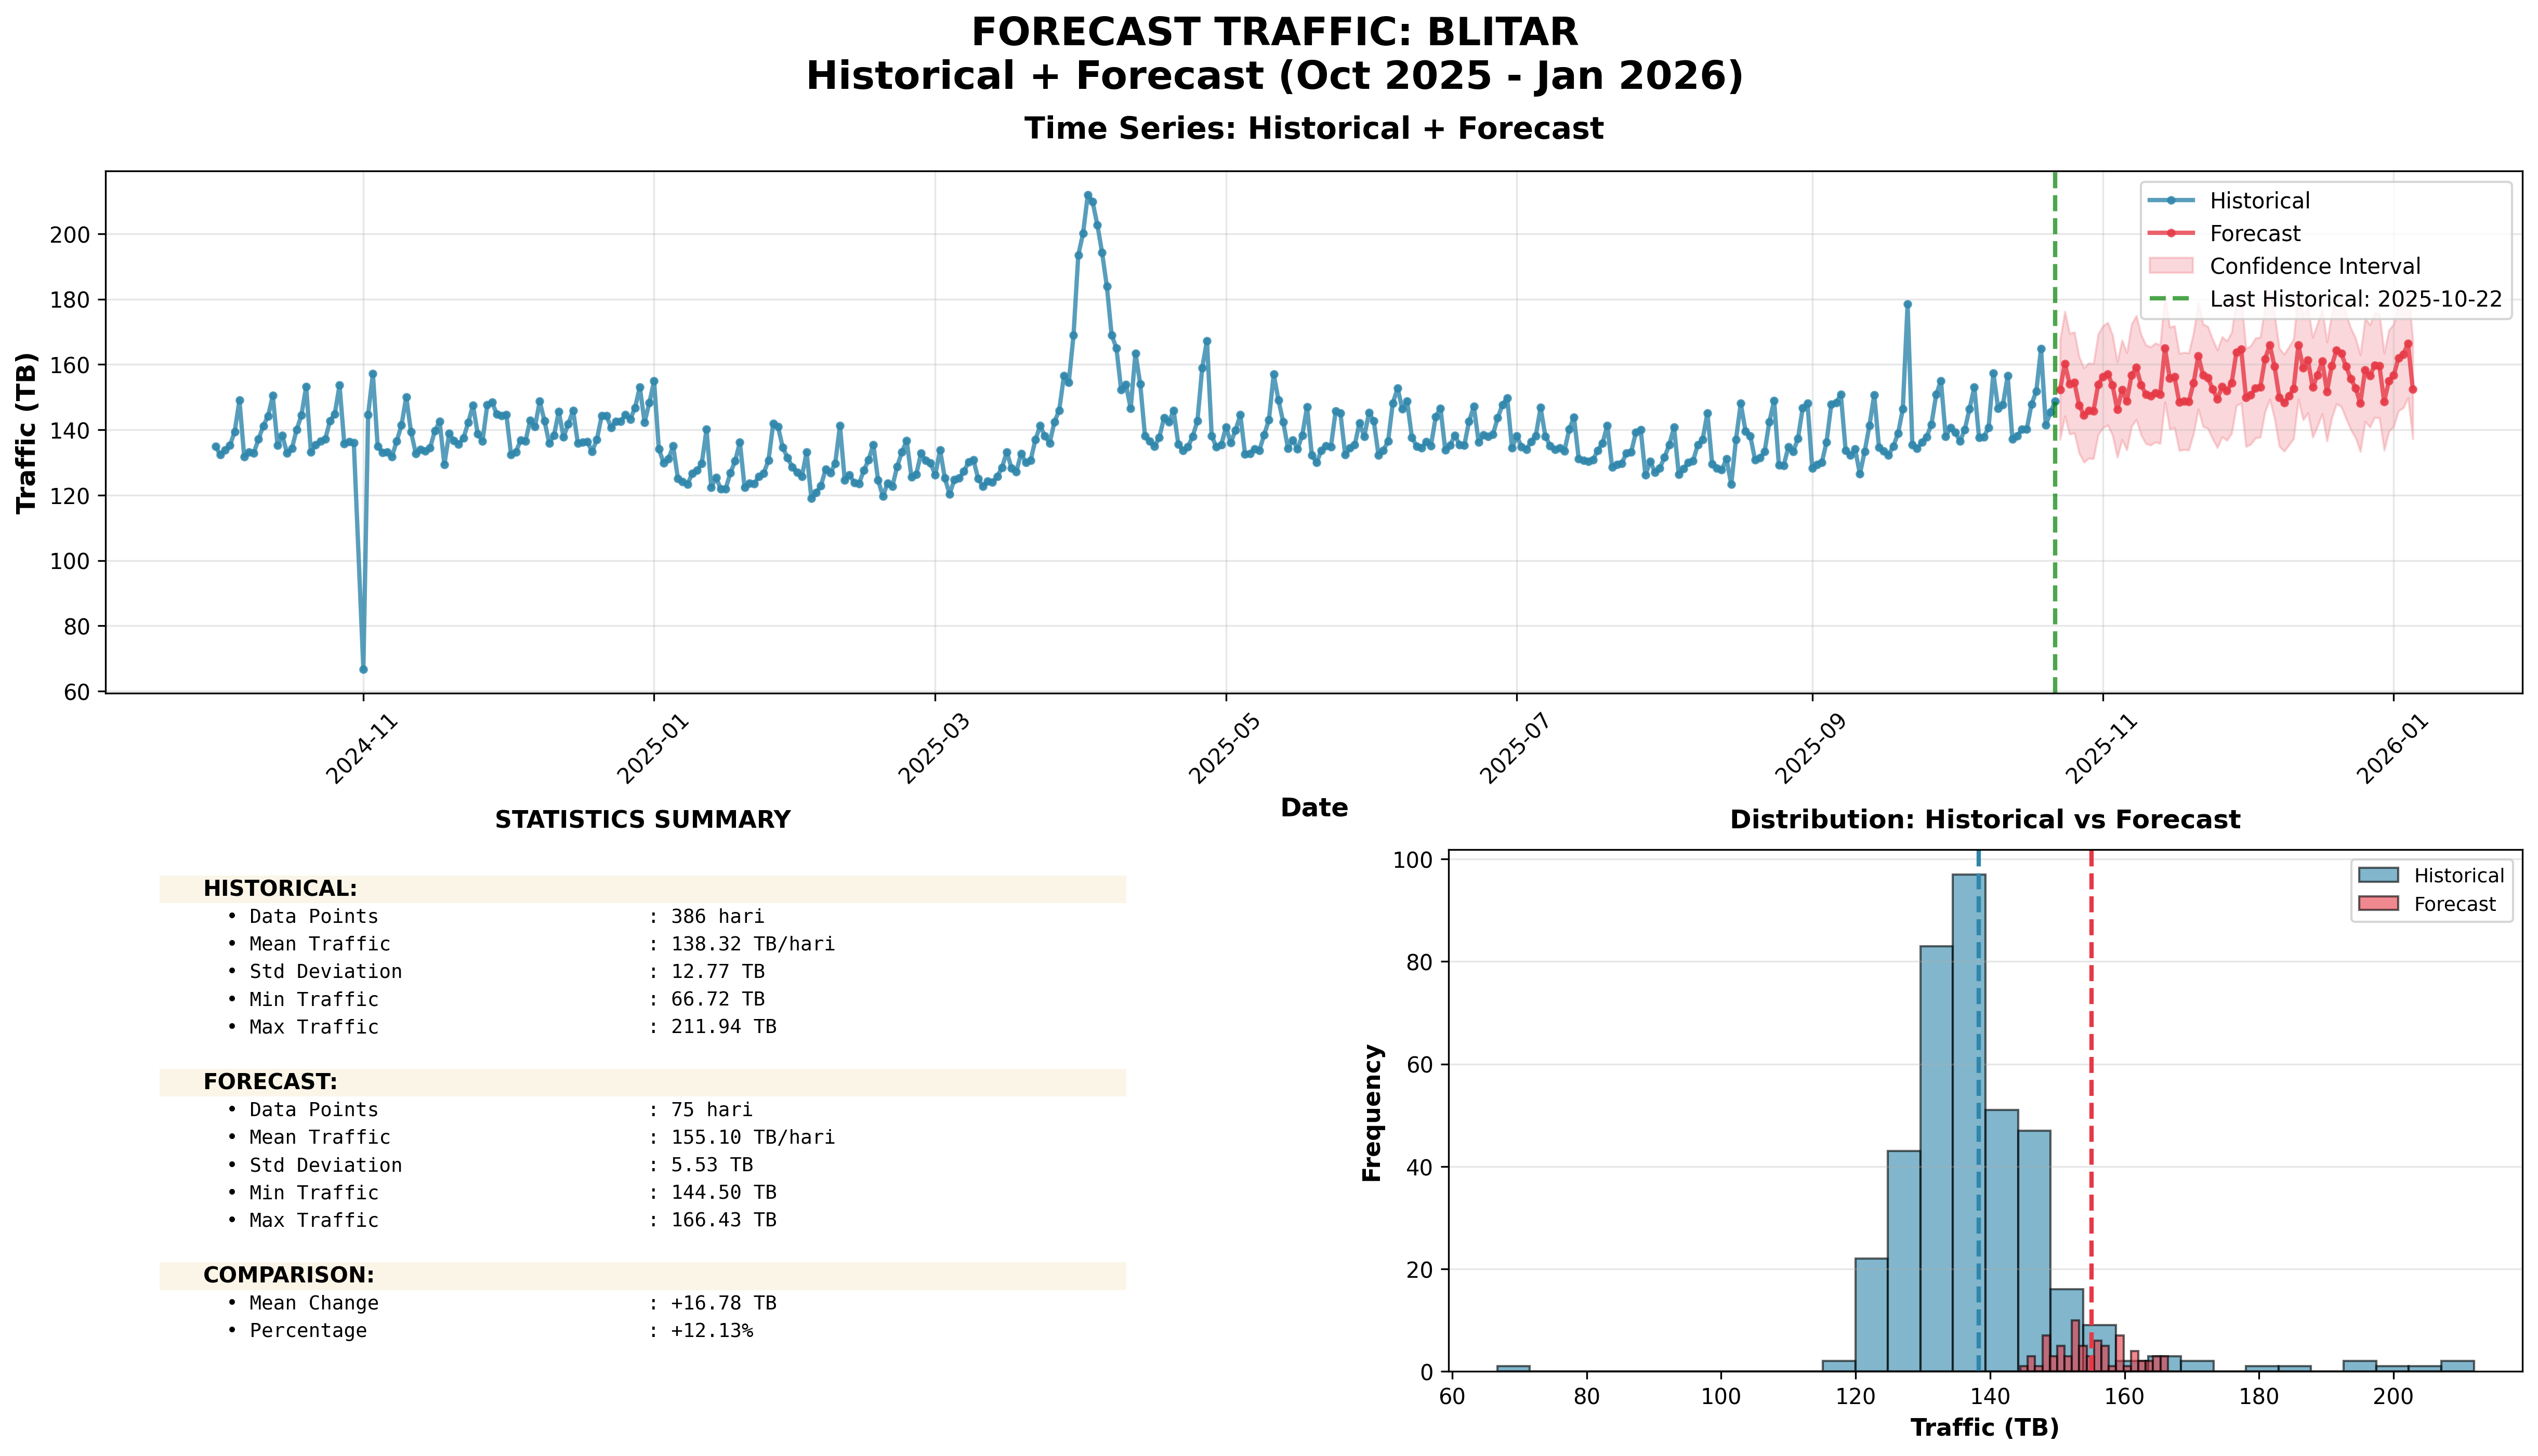 FORECAST TRAFFIC: BLITAR
Historical + Forecast (Oct 2025 - Jan 2026)
Time Series: Historical + Forecast
Traffic (TB)
200
180
160
140
120
100
80
60
Historical
Forecast
Confidence Interval
Last Historical: 2025-10-22
2024-11
2025-01
2025-03
2025-05
2025-07
2025-09
2025-11
2026-01
Date
STATISTICS SUMMARY
HISTORICAL:
• Data Points : 386 hari
• Mean Traffic : 138.32 TB/hari
• Std Deviation : 12.77 TB
• Min Traffic : 66.72 TB
• Max Traffic : 211.94 TB
FORECAST:
• Data Points : 75 hari
• Mean Traffic : 155.10 TB/hari
• Std Deviation : 5.53 TB
• Min Traffic : 144.50 TB
• Max Traffic : 166.43 TB
COMPARISON:
• Mean Change : +16.78 TB
• Percentage : +12.13%
Distribution: Historical vs Forecast
Frequency
100
80
60
40
20
0
Historical
Forecast
60
80
100
120
140
160
180
200
Traffic (TB)